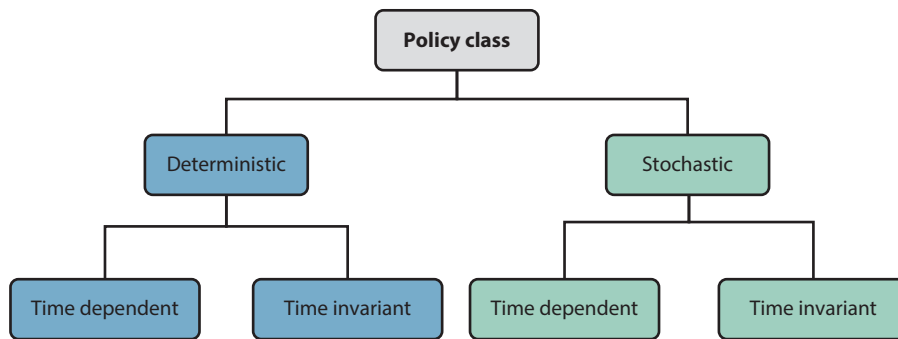 Policy class
Deterministic
Stochastic
Time dependent
Time invariant
Time dependent
Time invariant